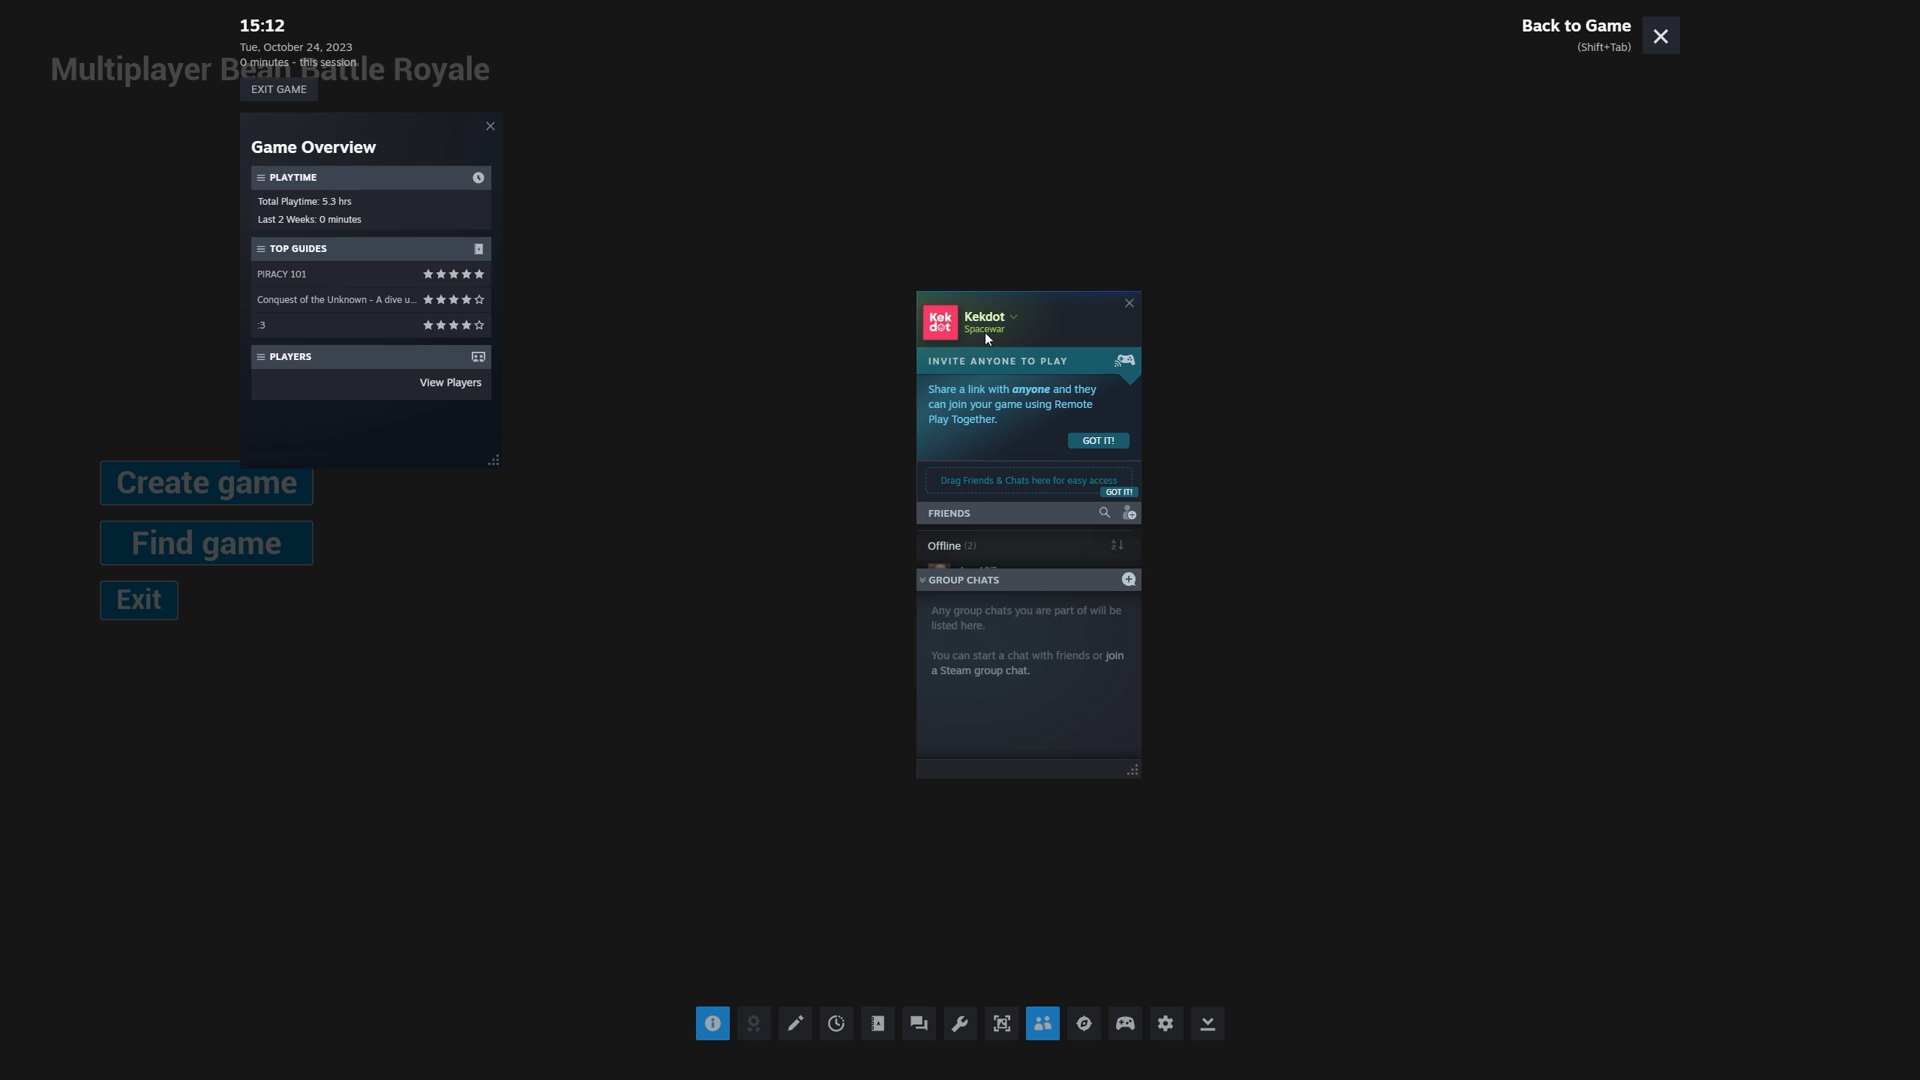 15:12
Tue, October 24, 2023
0 minutes - this session
Multiplayer Bean Battle Royale
EXIT GAME
Back to Game
(Shift+Tab)
Game Overview
PLAYTIME
Total Playtime: 5.3 hrs
Last 2 Weeks: 0 minutes
TOP GUIDES
PIRACY 101
Conquest of the Unknown - A dive u...
:3
PLAYERS
View Players
Create game
Find game
Exit
Kek
dot
Kekdot
Spacewar
INVITE ANYONE TO PLAY
Share a link with anyone and they
can join your game using Remote
Play Together.
GOT IT!
Drag Friends & Chats here for easy access
GOT IT!
FRIENDS
Offline (2)
GROUP CHATS
Any group chats you are part of will be
listed here.
You can start a chat with friends or join
a Steam group chat.